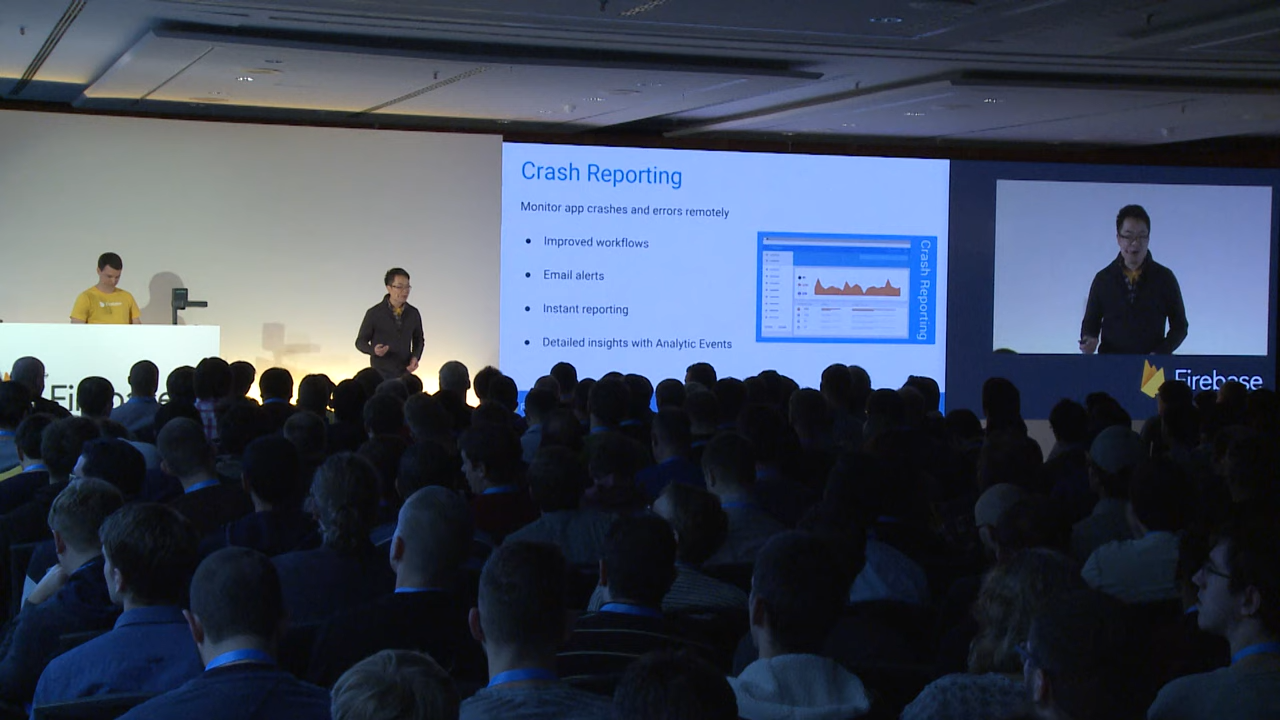 Crash Reporting
Monitor app crashes and errors remotely
• Improved workflows
• Email alerts
• Instant reporting
• Detailed insights with Analytic Events
Crash Reporting
Firebase